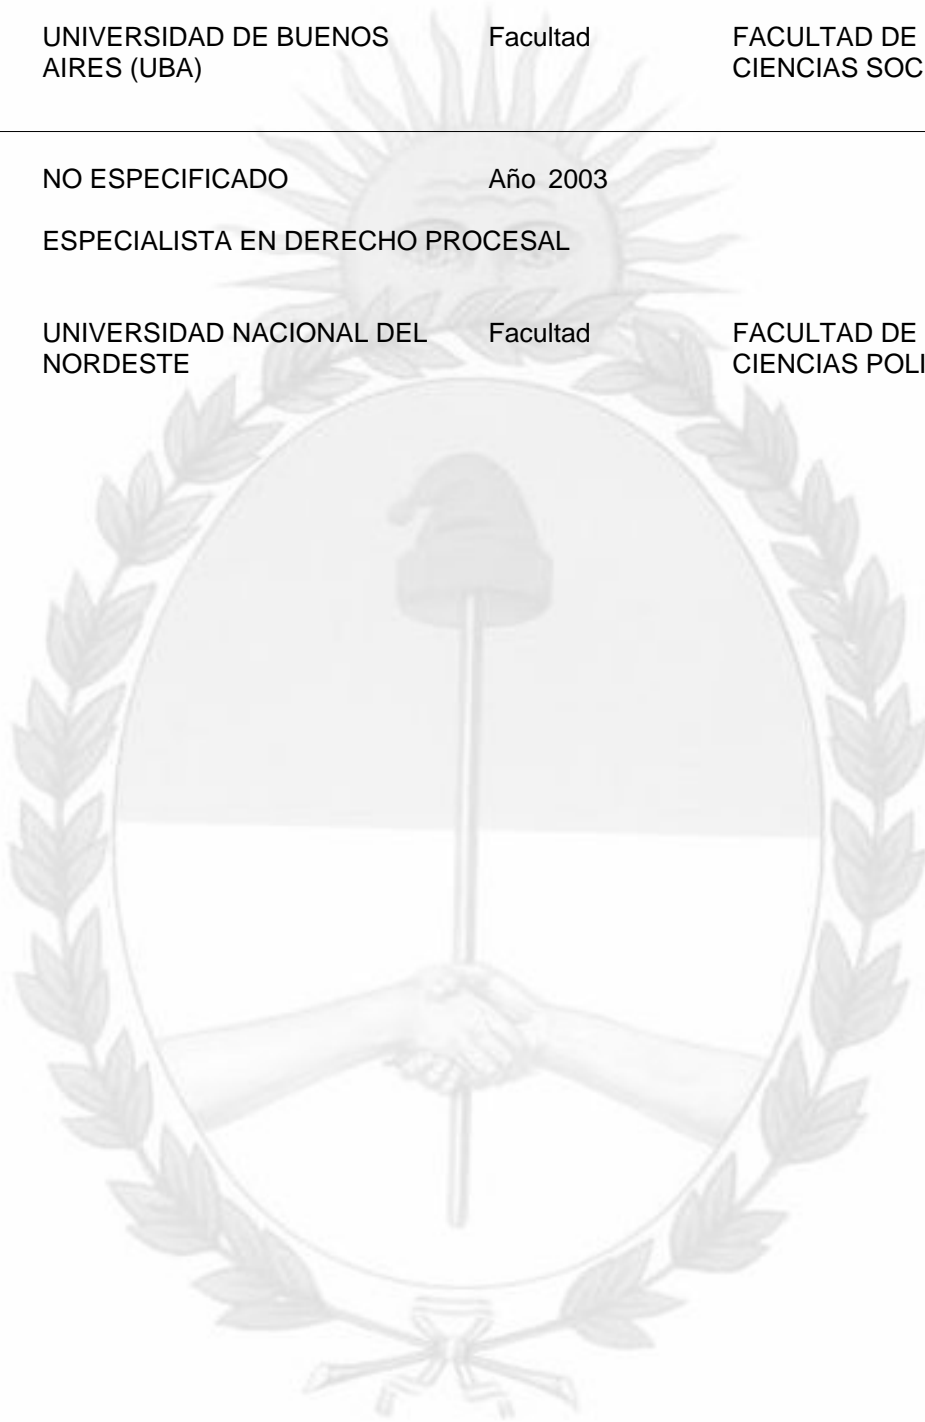 UNIVERSIDAD DE BUENOS Facultad FACULTAD DE
AIRES (UBA) CIENCIAS SOC
NO ESPECIFICADO Año 2003
ESPECIALISTA EN DERECHO PROCESAL
UNIVERSIDAD NACIONAL DEL Facultad FACULTAD DE
NORDESTE CIENCIAS POLI